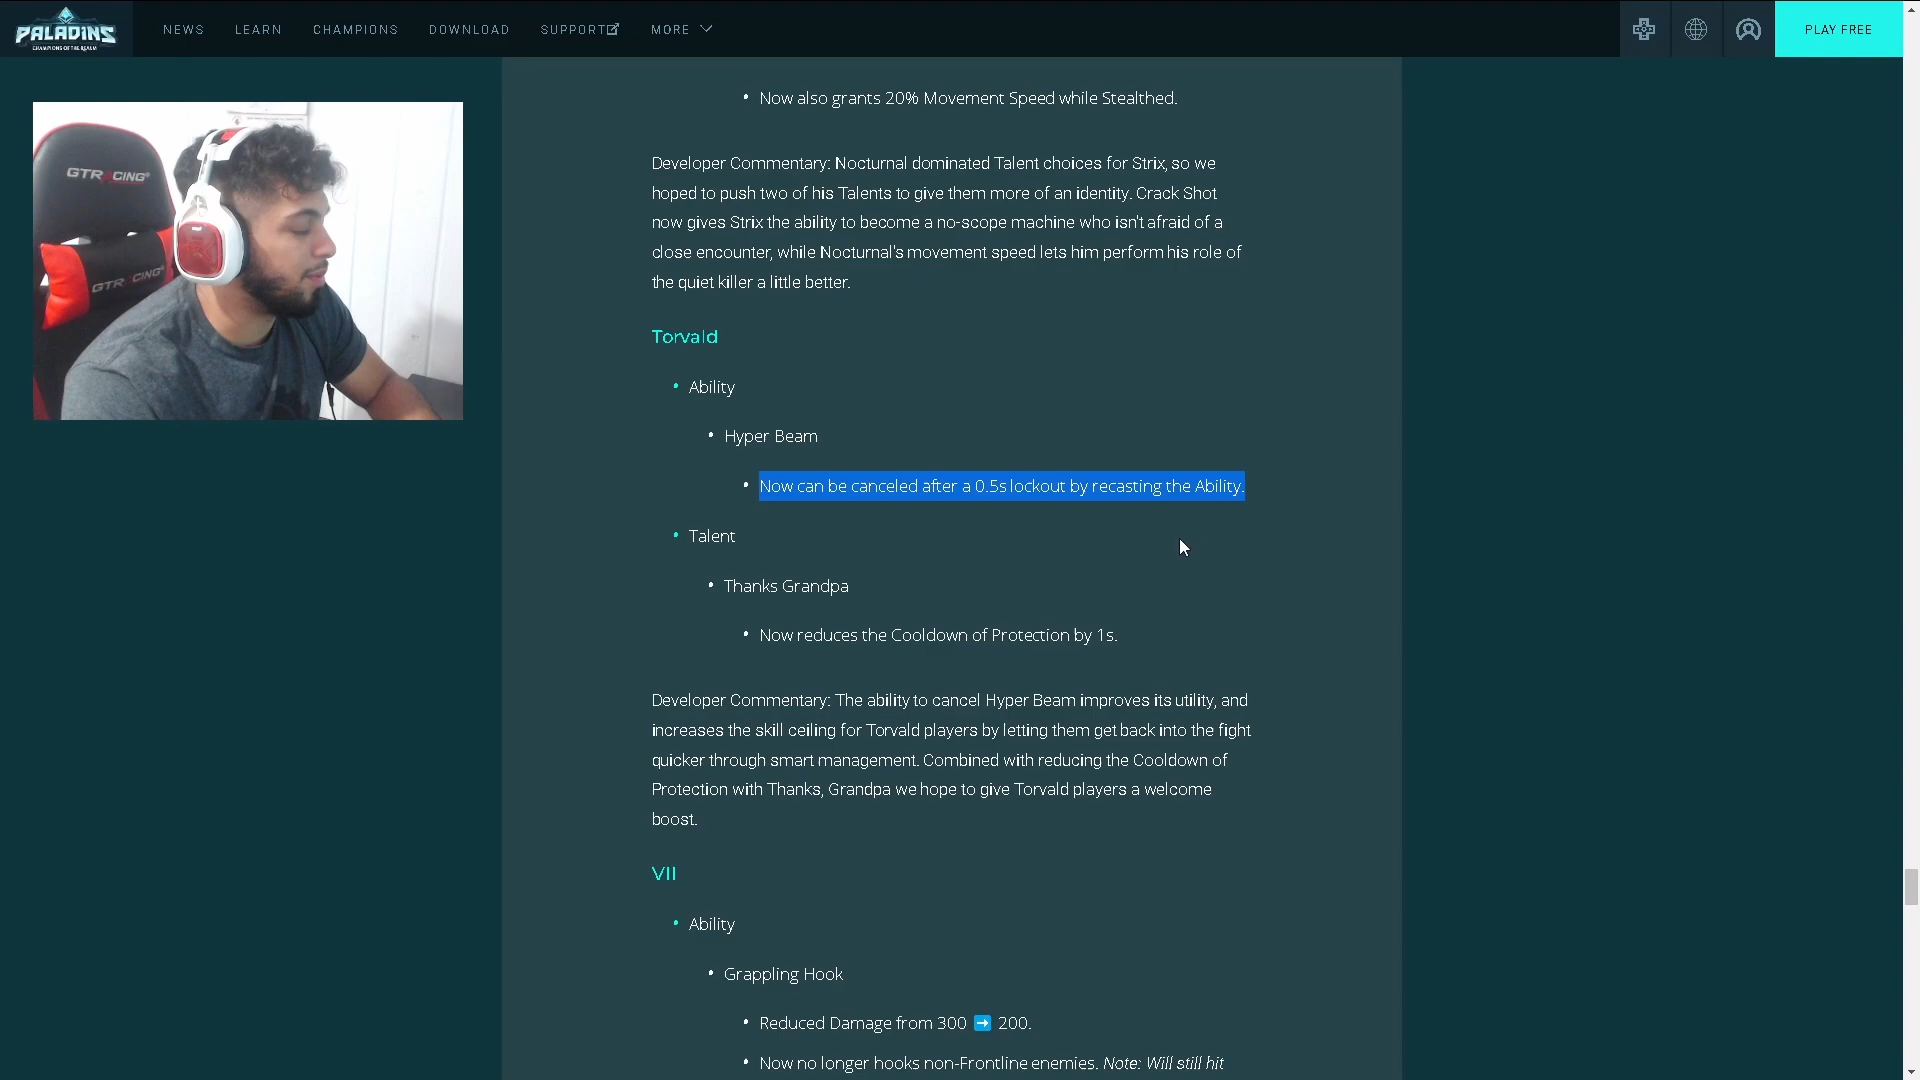 PALADINS
CHAMPIONS OF THE REALM
NEWS LEARN CHAMPIONS DOWNLOAD SUPPORT MORE PLAY FREE
GTRACING
GTRACING
• Now also grants 20% Movement Speed while Stealthed.
Developer Commentary: Nocturnal dominated Talent choices for Strix, so we
hoped to push two of his Talents to give them more of an identity. Crack Shot
now gives Strix the ability to become a no-scope machine who isn't afraid of a
close encounter, while Nocturnal's movement speed lets him perform his role of
the quiet killer a little better.
Torvald
• Ability
• Hyper Beam
• Now can be canceled after a 0.5s lockout by recasting the Ability.
• Talent
• Thanks Grandpa
• Now reduces the Cooldown of Protection by 1s.
Developer Commentary: The ability to cancel Hyper Beam improves its utility, and
increases the skill ceiling for Torvald players by letting them get back into the fight
quicker through smart management. Combined with reducing the Cooldown of
Protection with Thanks, Grandpa we hope to give Torvald players a welcome
boost.
VII
• Ability
• Grappling Hook
• Reduced Damage from 300 ➡ 200.
• Now no longer hooks non-Frontline enemies. Note: Will still hit